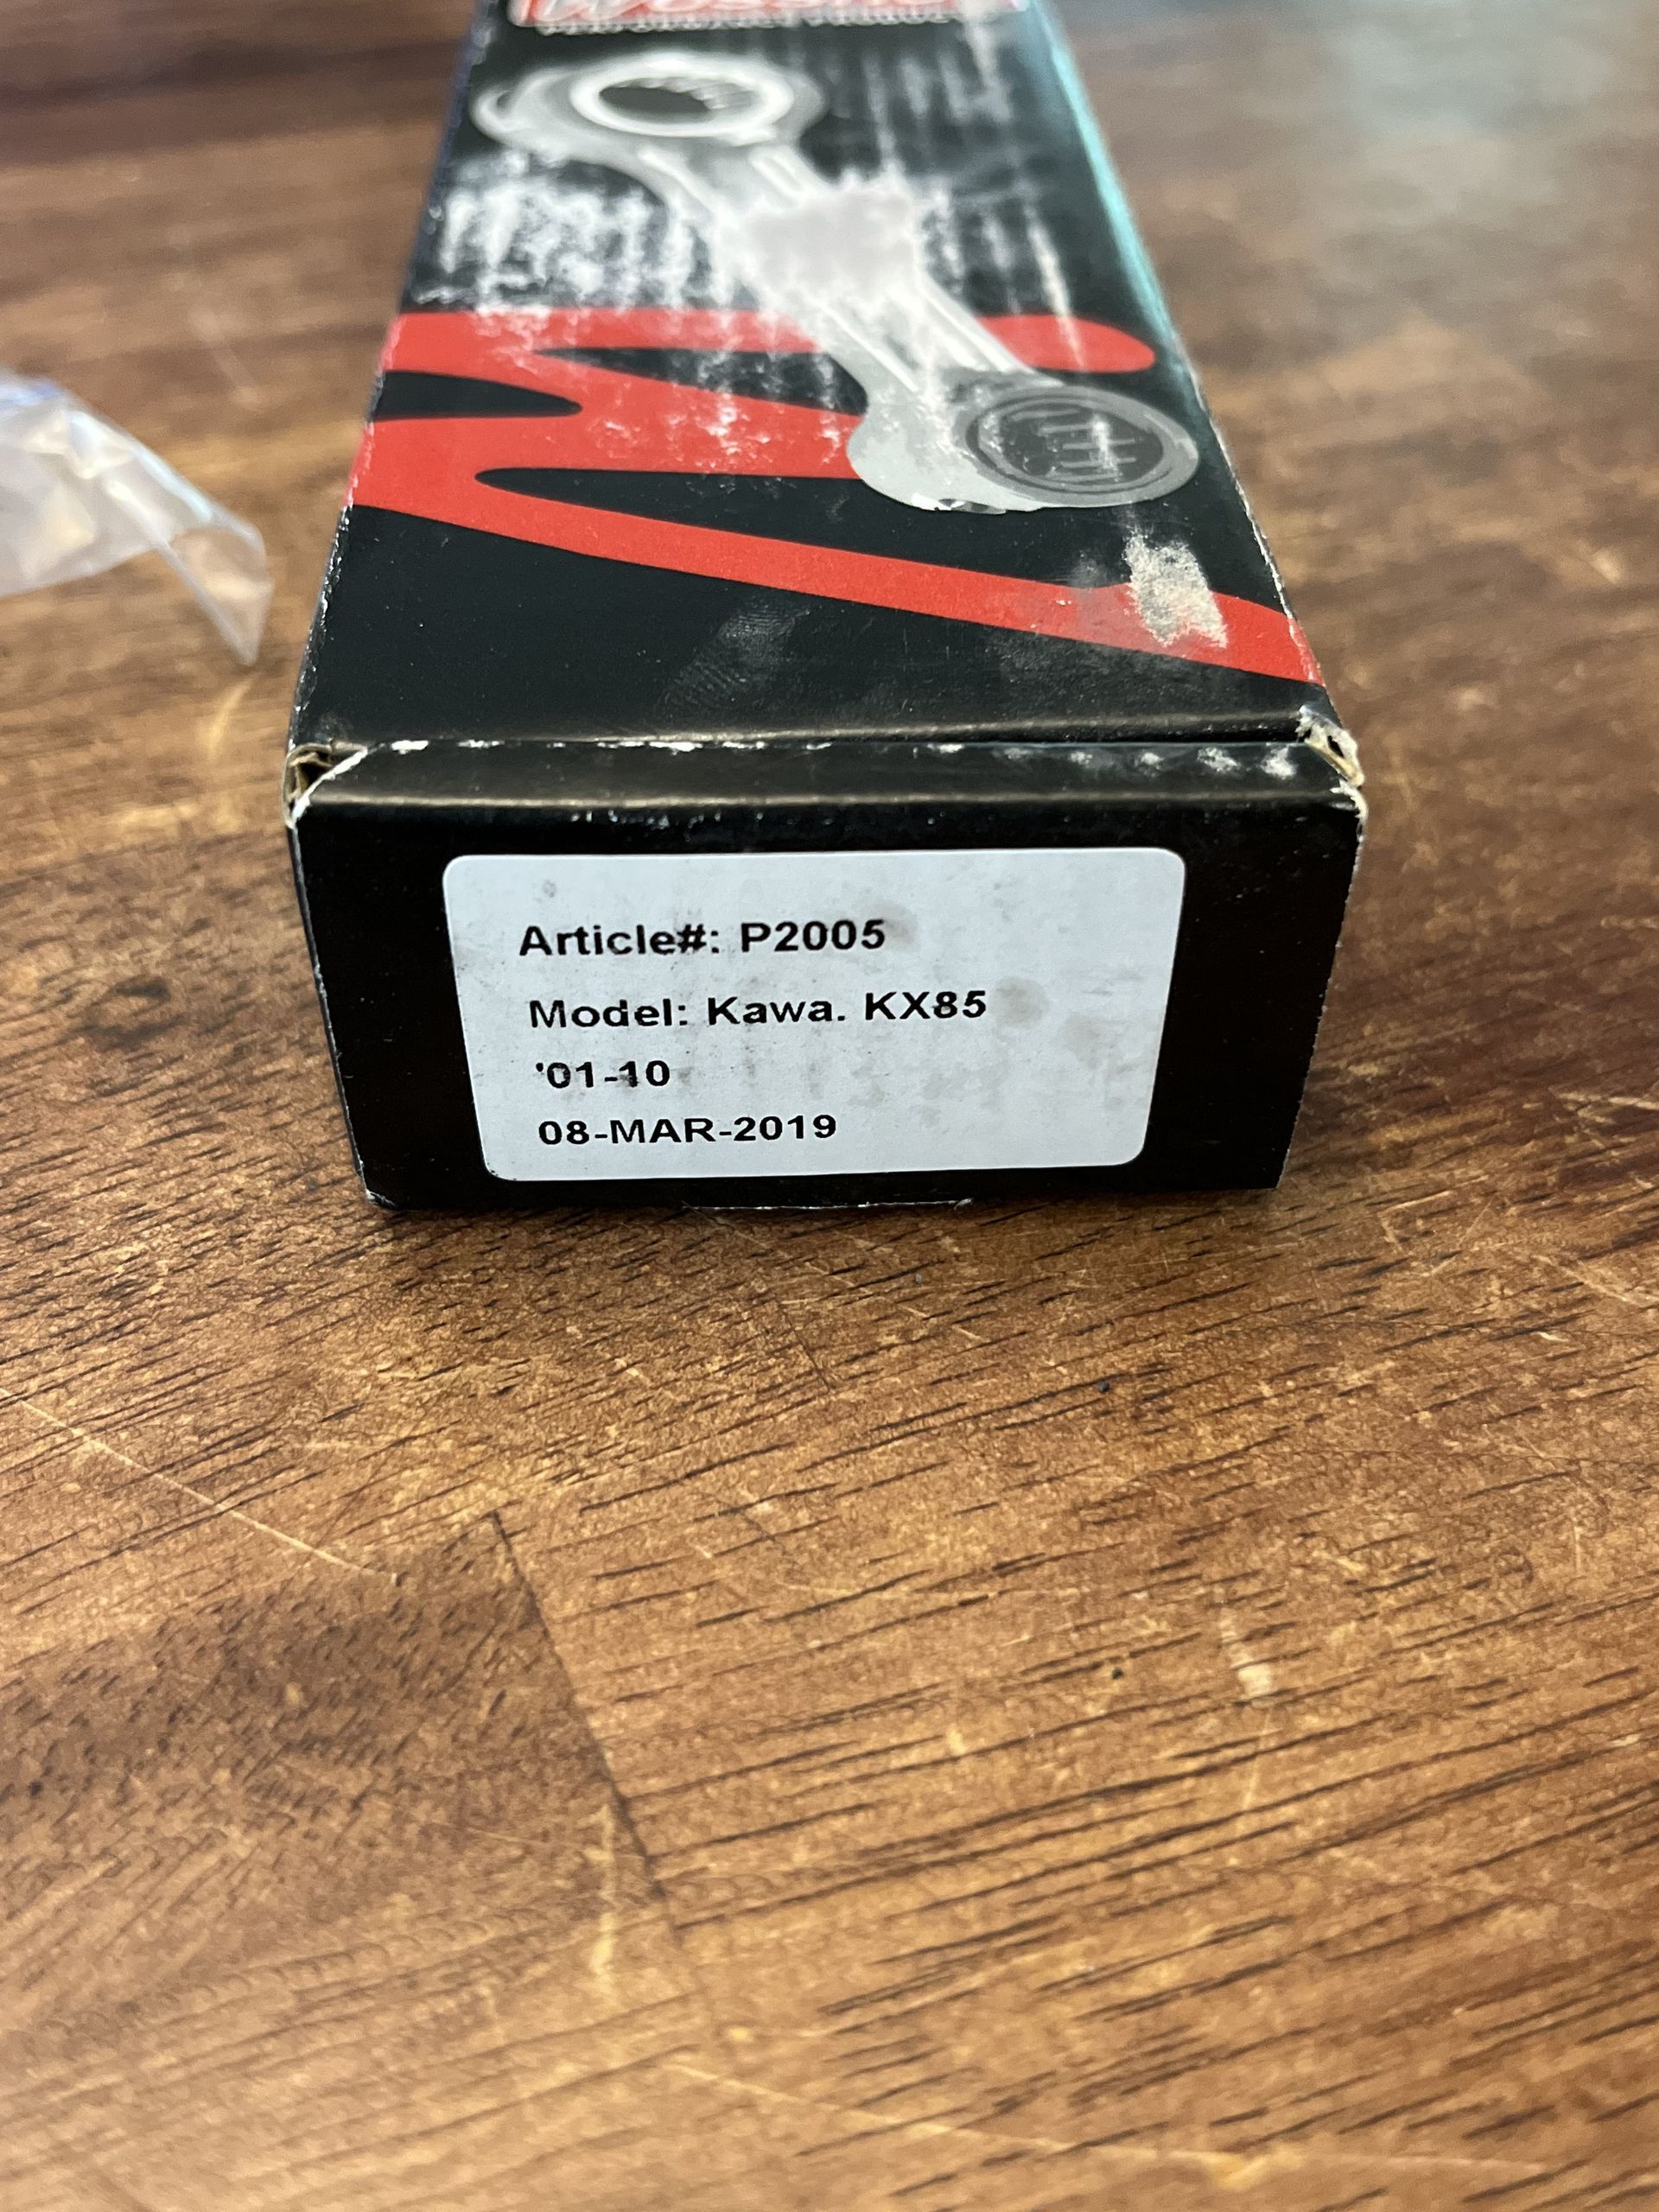 Article#: P2005
Model: Kawa. KX85
'01-10
08-MAR-2019